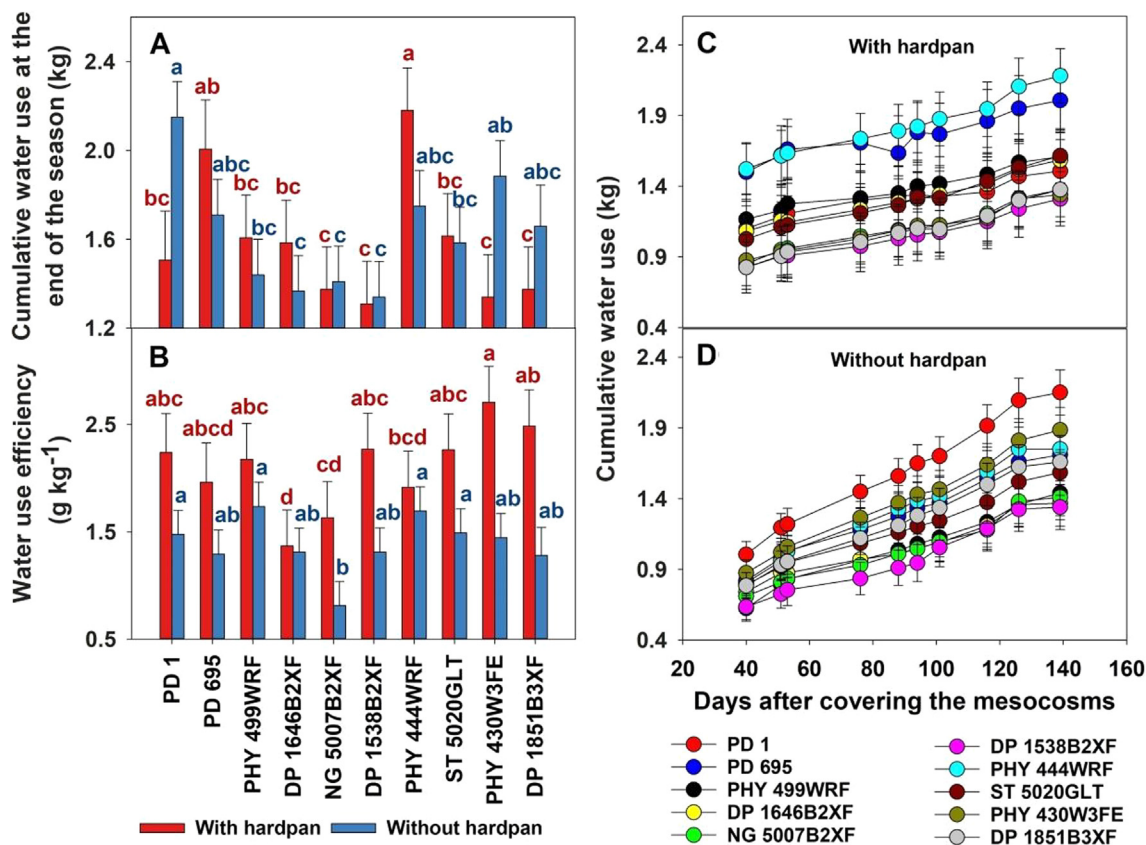 A
Cumulative water use at the
end of the season (kg)
2.4
2.0
1.6
1.2
bc
a
ab
abc
bc
bc
bc
c
c
c
c
c
a
abc
bc
bc
c
ab
c
abc
B
Water use efficiency
(g kg-1)
2.5
1.5
0.5
abc
a
abcd
ab
abc
a
d
ab
cd
b
abc
ab
bcd
a
abc
a
a
ab
ab
ab
PD 1
PD 695
PHY 499WRF
DP 1646B2XF
NG 5007B2XF
DP 1538B2XF
PHY 444WRF
ST 5020GLT
PHY 430W3FE
DP 1851B3XF
With hardpan
Without hardpan
C
With hardpan
Cumulative water use (kg)
2.4
1.9
1.4
0.9
0.4
D
Without hardpan
2.4
1.9
1.4
0.9
0.4
20
40
60
80
100
120
140
160
Days after covering the mesocosms
PD 1
PD 695
PHY 499WRF
DP 1646B2XF
NG 5007B2XF
DP 1538B2XF
PHY 444WRF
ST 5020GLT
PHY 430W3FE
DP 1851B3XF